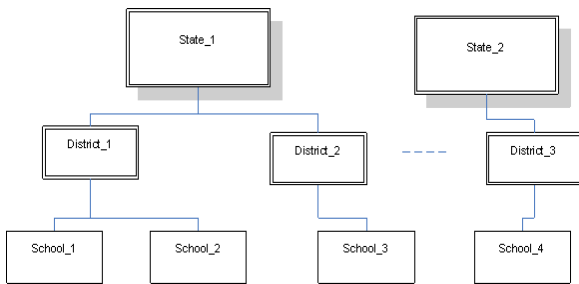 State_1
State_2
District_1
District_2
District_3
School_1
School_2
School_3
School_4